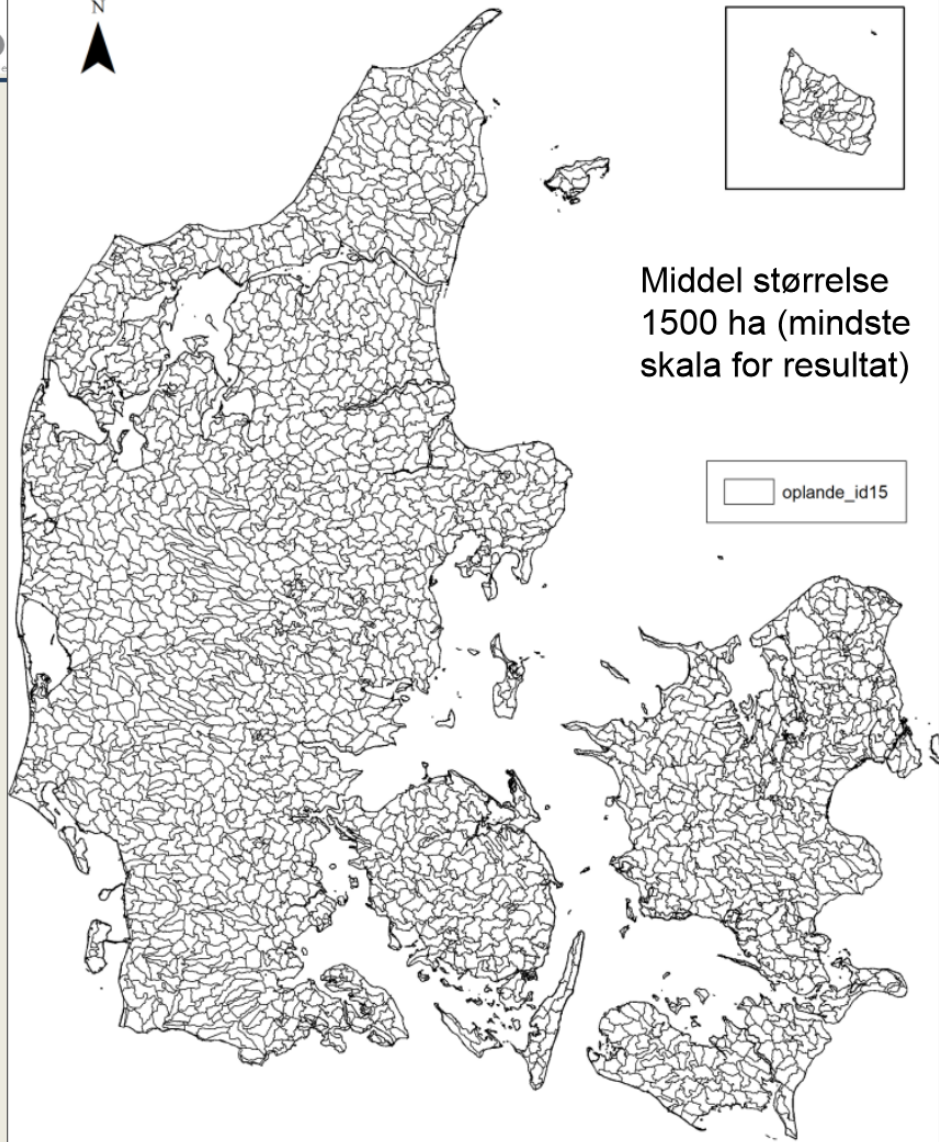 N
Middel størrelse
1500 ha (mindste
skala for resultat)
oplande_id15